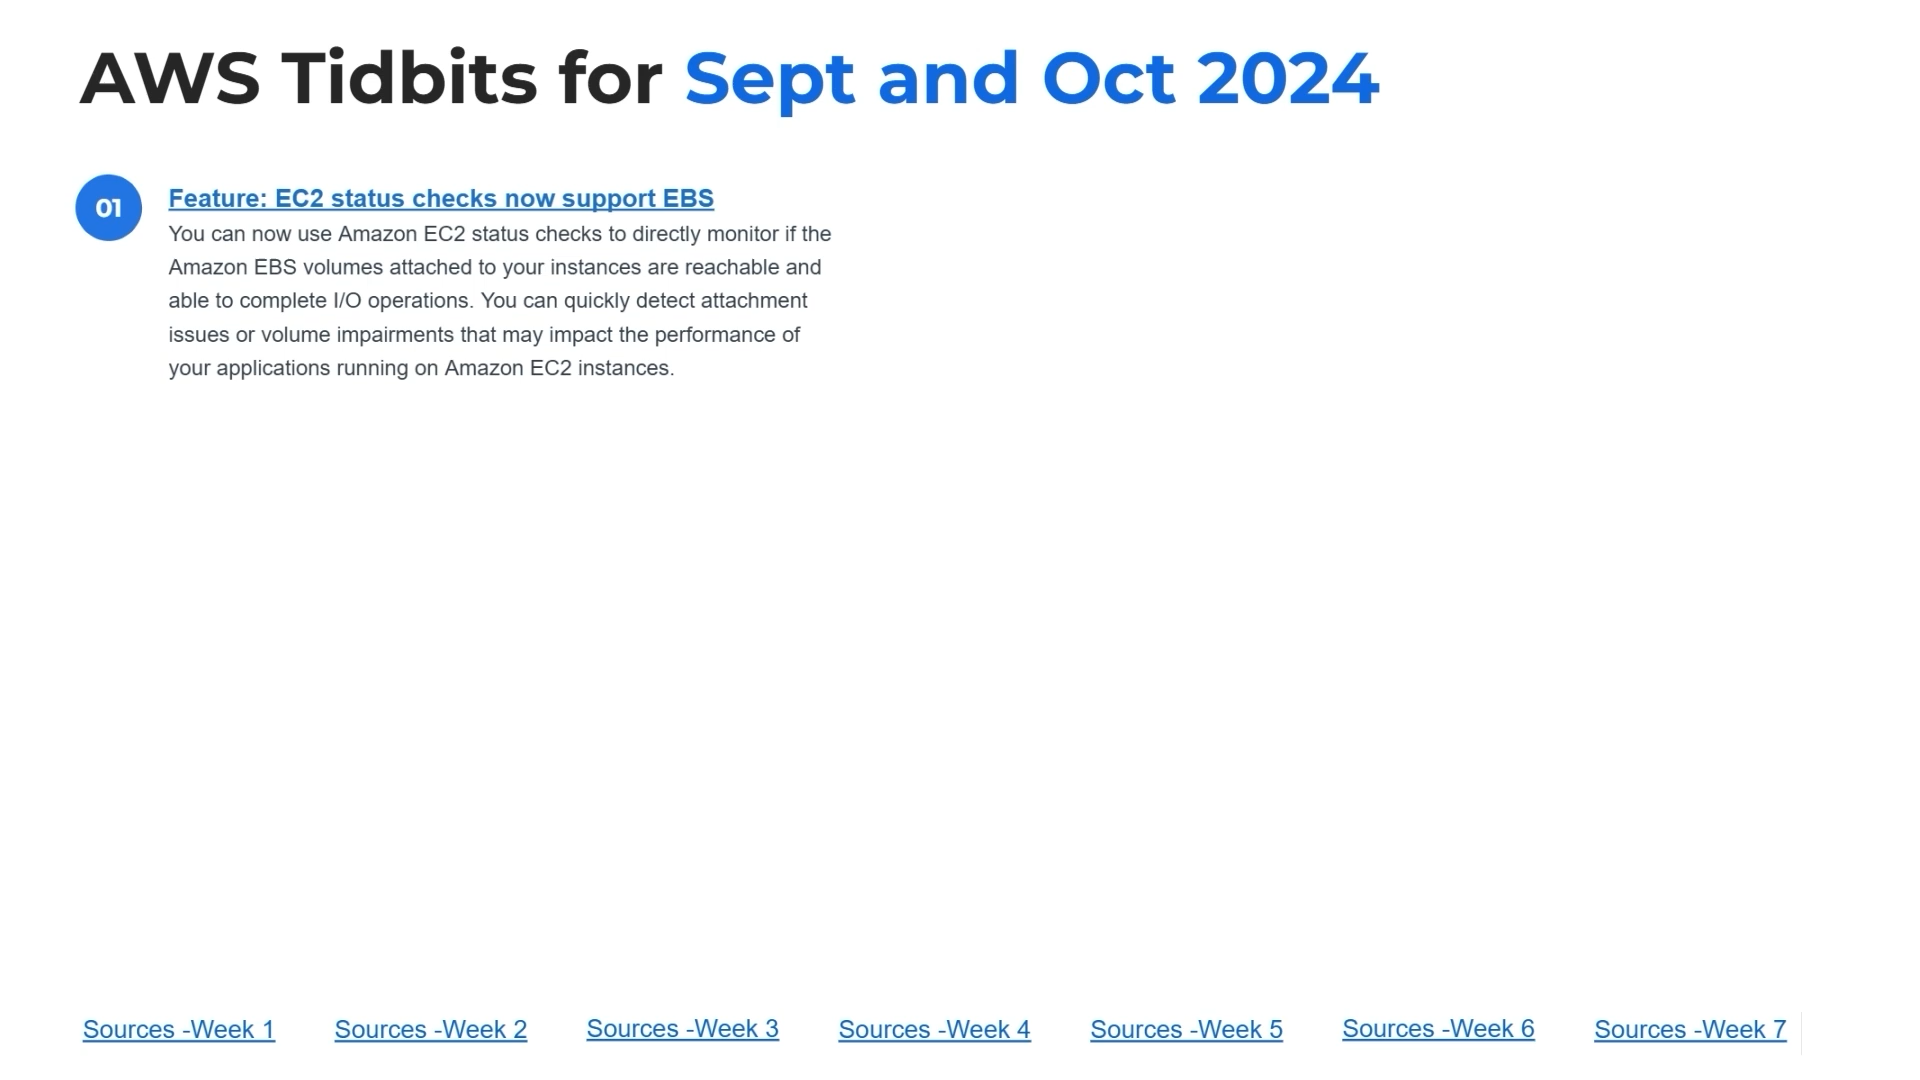 AWS Tidbits for Sept and Oct 2024
01
Feature: EC2 status checks now support EBS
You can now use Amazon EC2 status checks to directly monitor if the
Amazon EBS volumes attached to your instances are reachable and
able to complete I/O operations. You can quickly detect attachment
issues or volume impairments that may impact the performance of
your applications running on Amazon EC2 instances.
Sources -Week 1
Sources -Week 2
Sources -Week 3
Sources -Week 4
Sources -Week 5
Sources -Week 6
Sources -Week 7